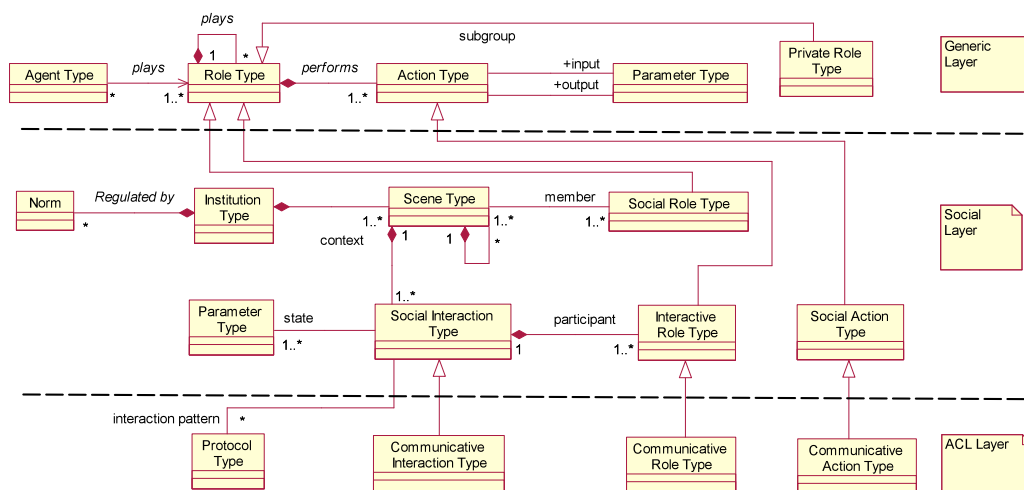 plays
subgroup
Agent Type
plays
*
1..*
Role Type
1
*
performs
1..*
Action Type
+input
+output
Parameter Type
Private Role
Type
Generic
Layer
Norm
Regulated by
*
Institution
Type
Scene Type
1..*
1..*
member
1..*
Social Role Type
context
1
1
*
1..*
Social
Layer
Parameter
Type
state
1..*
Social Interaction
Type
participant
1
1..*
Interactive
Role Type
Social Action
Type
interaction pattern
*
Protocol
Type
Communicative
Interaction Type
Communicative
Role Type
Communicative
Action Type
ACL Layer